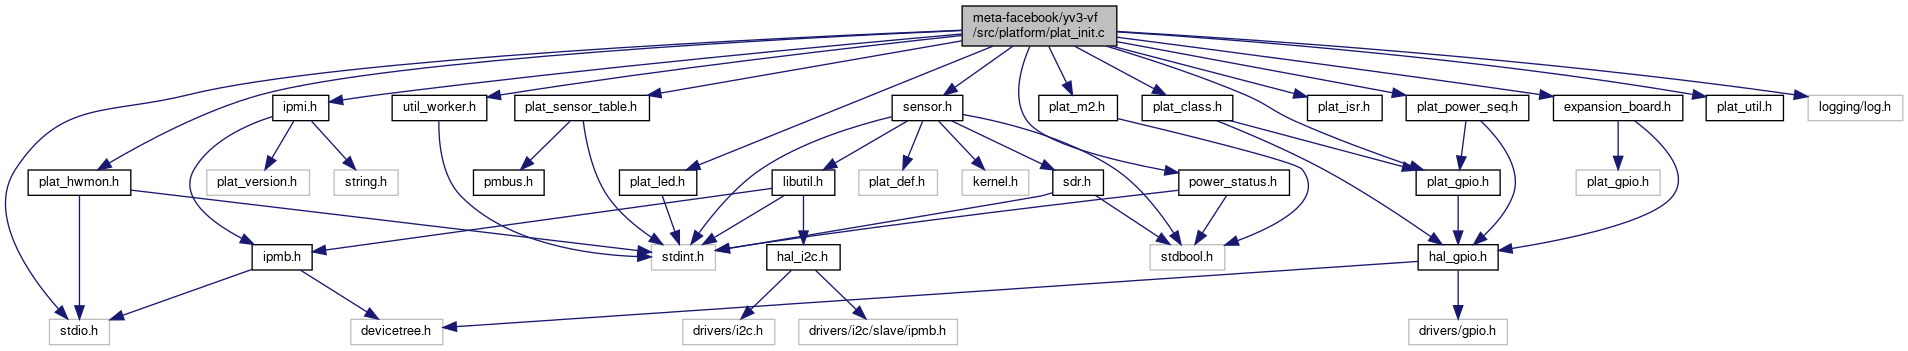 meta-facebook/yv3-vf
/src/platform/plat_init.c
ipmi.h
util_worker.h
plat_sensor_table.h
sensor.h
plat_m2.h
plat_class.h
plat_isr.h
plat_power_seq.h
expansion_board.h
plat_util.h
logging/log.h
plat_hwmon.h
plat_version.h
string.h
pmbus.h
plat_led.h
libutil.h
plat_def.h
kernel.h
sdr.h
power_status.h
plat_gpio.h
plat_gpio.h
ipmb.h
stdint.h
hal_i2c.h
stdbool.h
hal_gpio.h
stdio.h
devicetree.h
drivers/i2c.h
drivers/i2c/slave/ipmb.h
drivers/gpio.h